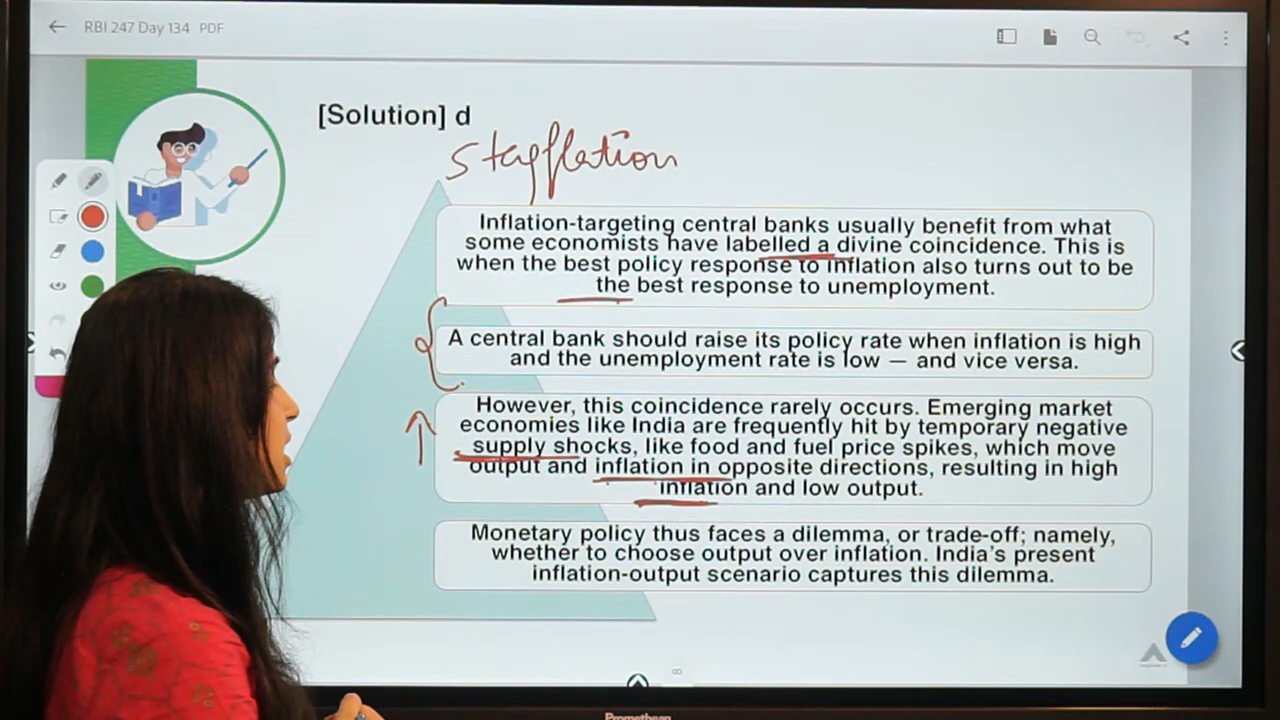 RBI 247 Day 134 PDF
[Solution] d
Stagflation
Inflation-targeting central banks usually benefit from what
some economists have labelled a divine coincidence. This is
when the best policy response to inflation also turns out to be
the best response to unemployment.
A central bank should raise its policy rate when inflation is high
and the unemployment rate is low — and vice versa.
However, this coincidence rarely occurs. Emerging market
economies like India are frequently hit by temporary negative
supply shocks, like food and fuel price spikes, which move
output and inflation in opposite directions, resulting in high
inflation and low output.
Monetary policy thus faces a dilemma, or trade-off; namely,
whether to choose output over inflation. India's present
inflation-output scenario captures this dilemma.
Promethean